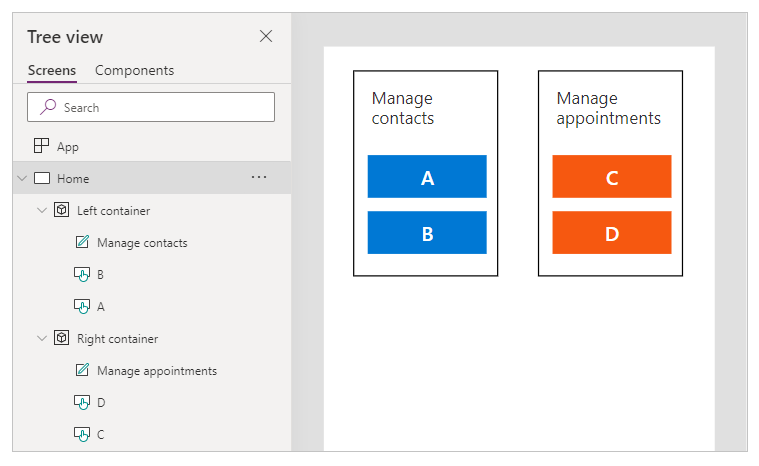 Tree view
Screens Components
Search
App
Home
Left container
Manage contacts
B
A
Right container
Manage appointments
D
C
Manage
contacts
A
B
Manage
appointments
C
D